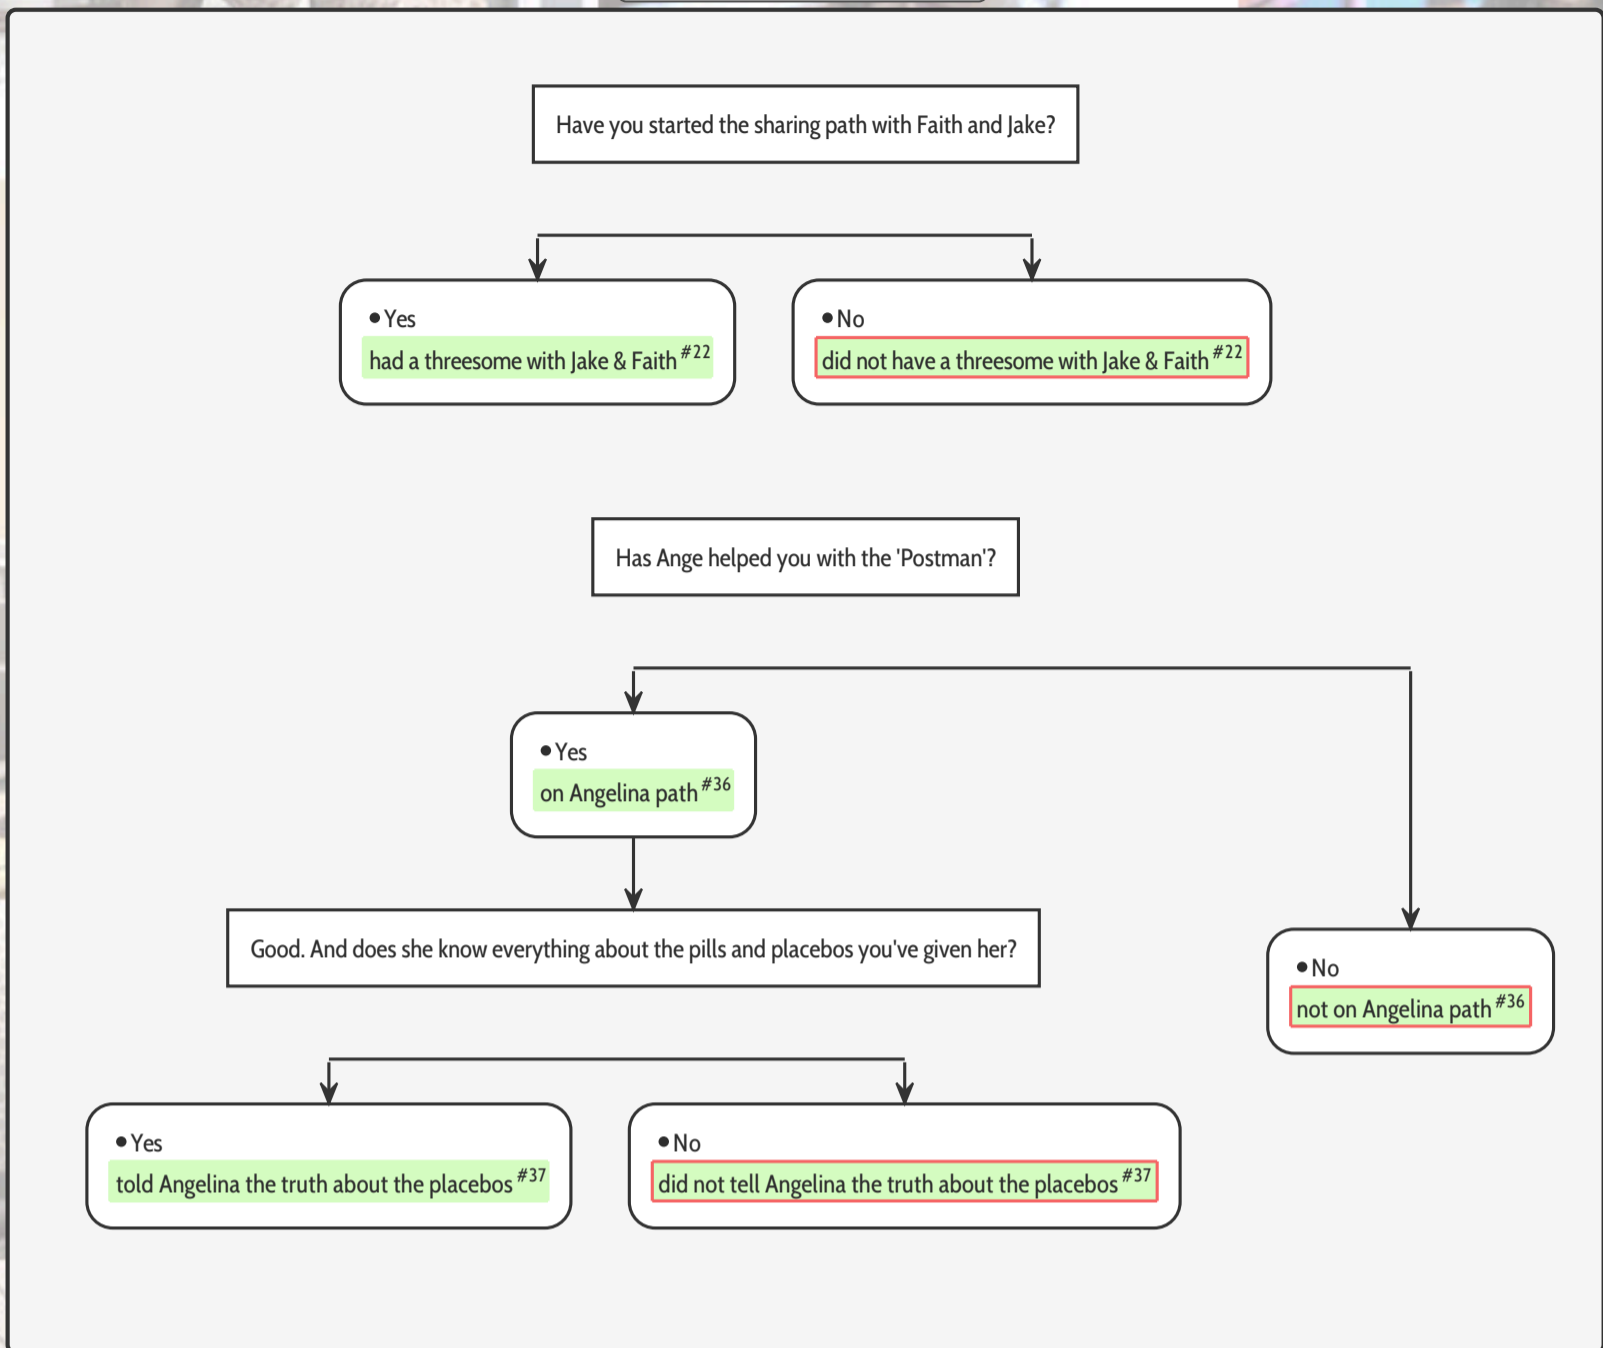 Have you started the sharing path with Faith and Jake?
• Yes
had a threesome with Jake & Faith #22
• No
did not have a threesome with Jake & Faith #22
Has Ange helped you with the 'Postman'?
• Yes
on Angelina path #36
Good. And does she know everything about the pills and placebos you've given her?
• No
not on Angelina path #36
• Yes
told Angelina the truth about the placebos #37
• No
did not tell Angelina the truth about the placebos #37